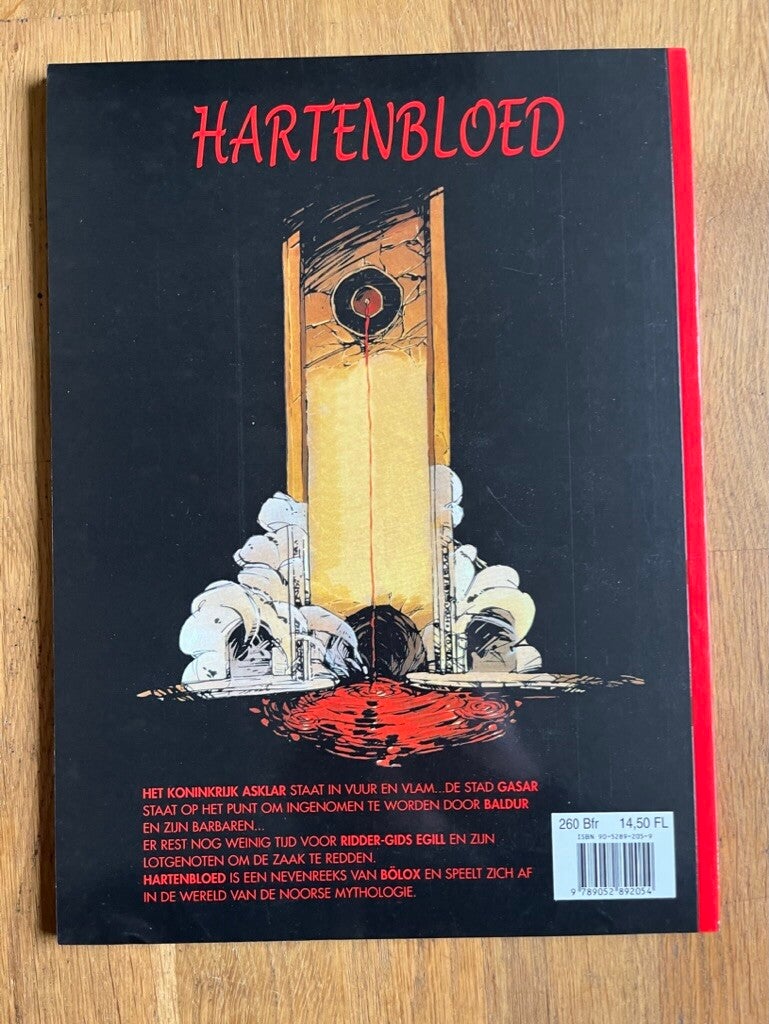 HARTENBLOED
HET KONINKRIJK ASKLAR STAAT IN VUUR EN VLAM...DE STAD GASAR
STAAT OP HET PUNT OM INGENOMEN TE WORDEN DOOR BALDUR
EN ZIJN BARBAREN...
ER REST NOG WEINIG TIJD VOOR RIDDER-GIDS EGILL EN ZIJN
LOTGENOTEN OM DE ZAAK TE REDDEN.
HARTENBLOED IS EEN NEVENREEKS VAN BÖLOX EN SPEELT ZICH AF
IN DE WERELD VAN DE NOORSE MYTHOLOGIE.
260 Bfr 14,50 FL
ISBN 90-5289-205-9
9 789052 892054